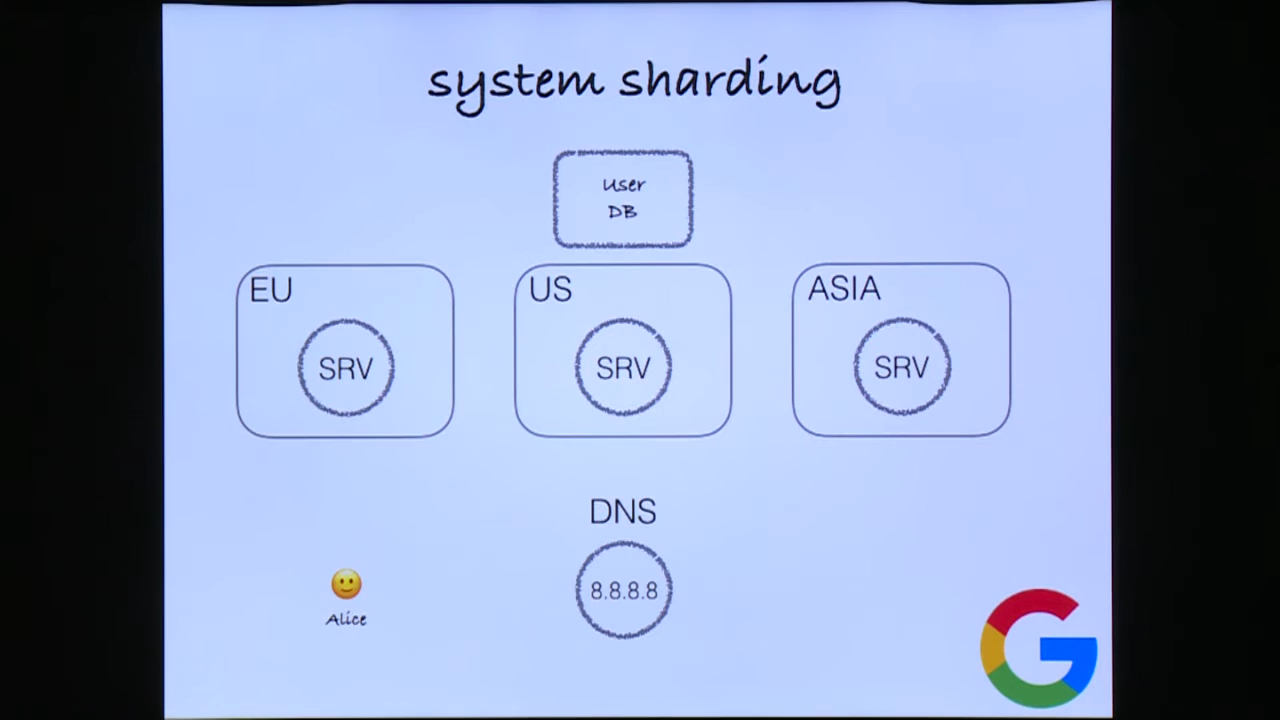 system sharding
User
DB
EU
US
ASIA
SRV
SRV
SRV
DNS
8.8.8.8
Alice